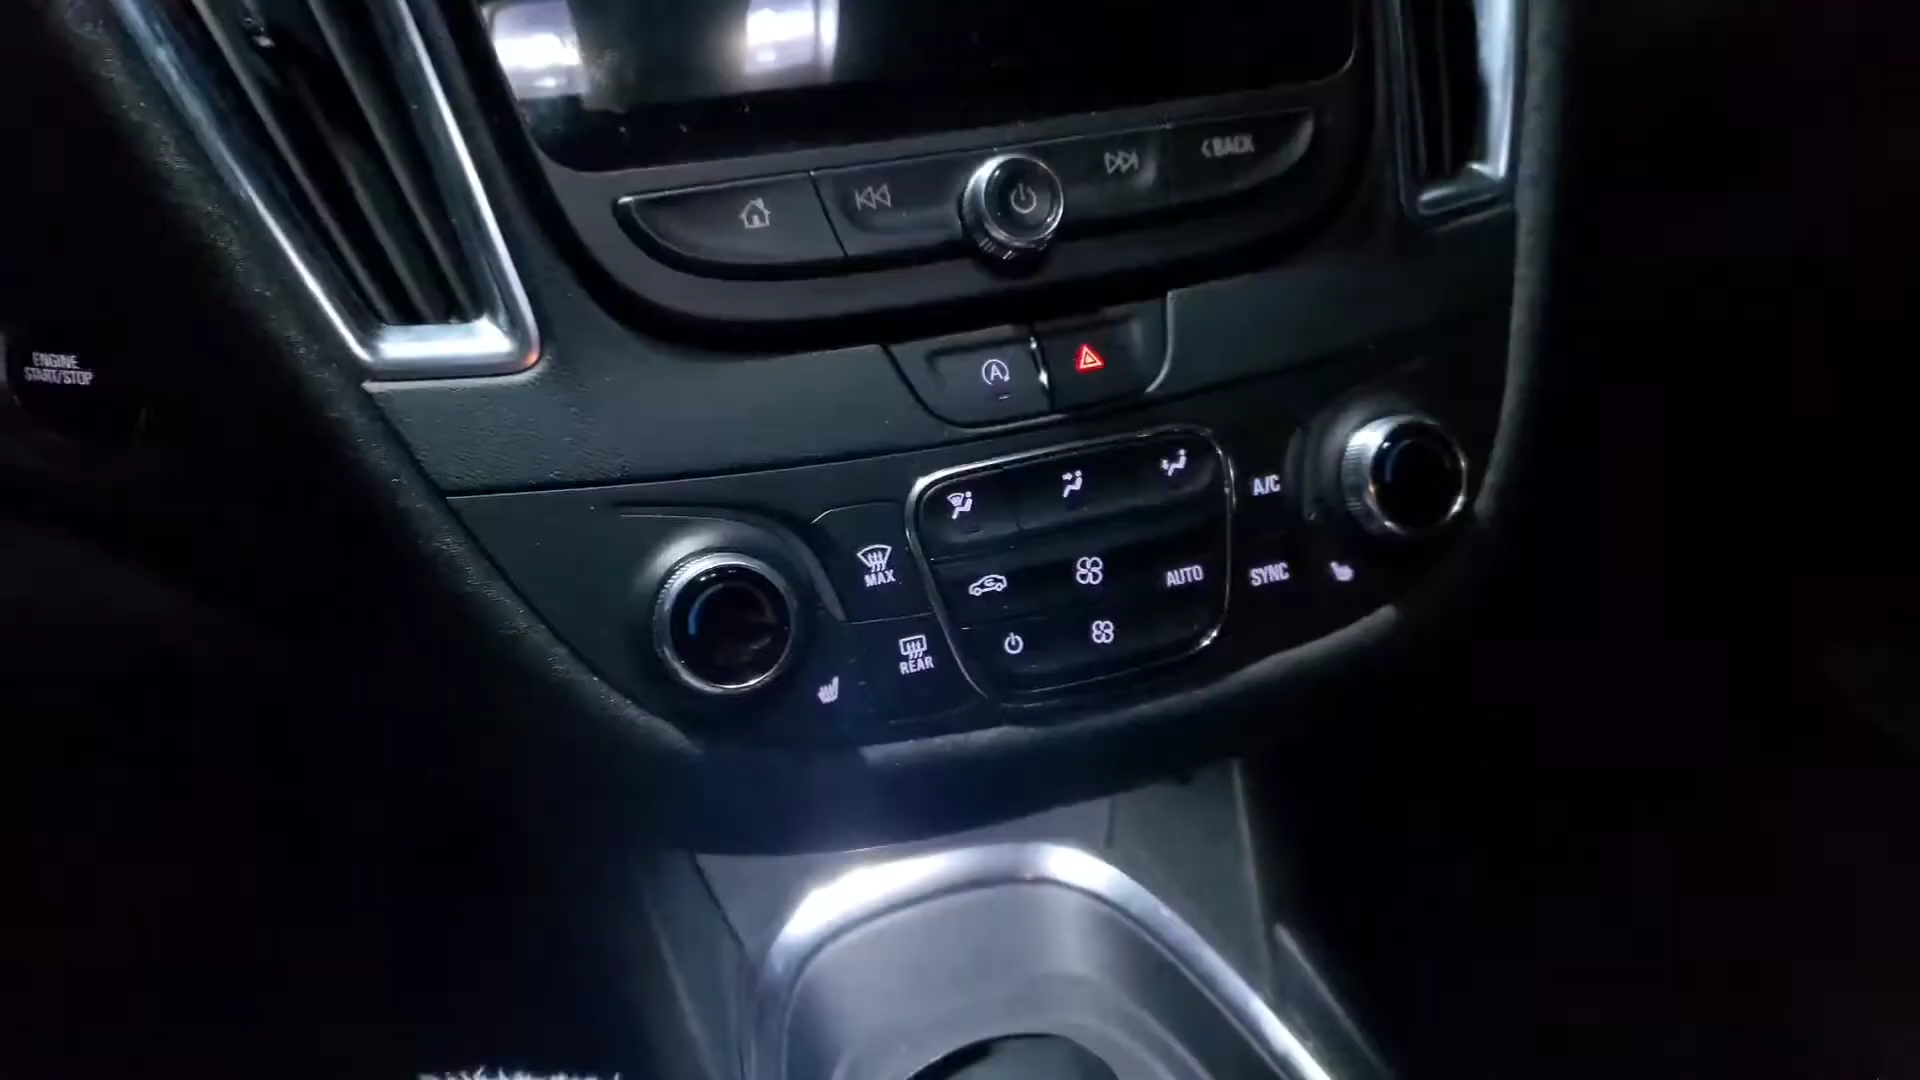 < BACK
ENGINE
START/STOP
A
A/C
MAX
AUTO
SYNC
REAR